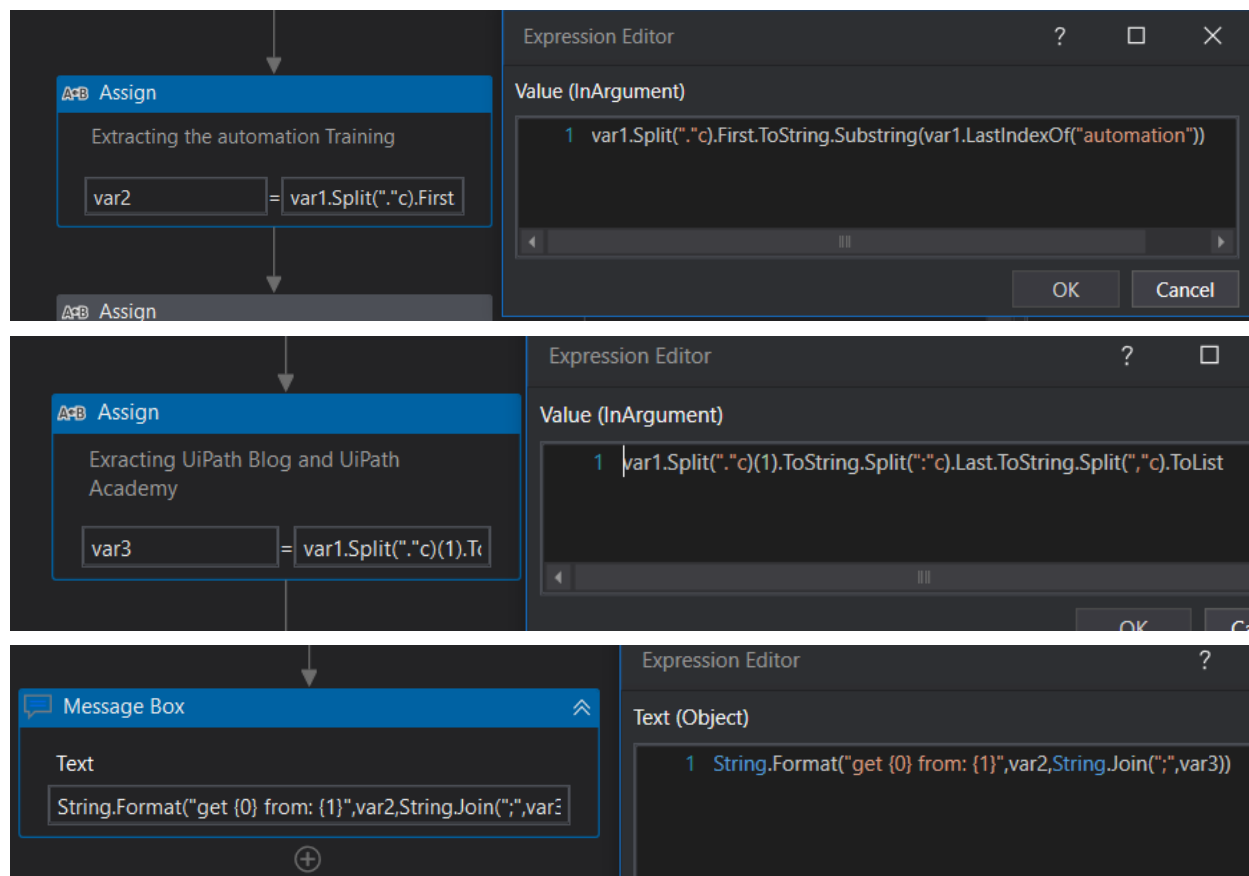 Expression Editor ?
A*B Assign
Value (InArgument)
Extracting the automation Training
1 var1.Split("."c).First.ToString.Substring(var1.LastIndexOf("automation"))
var2 = var1.Split("."c).First
OK Cancel
A*B Assign
Expression Editor ?
A*B Assign
Value (InArgument)
Exracting UiPath Blog and UiPath
Academy
1 var1.Split("."c)(1).ToString.Split(":"c).Last.ToString.Split(","c).ToList
var3 = var1.Split("."c)(1).To
OK Ca
Expression Editor ?
Message Box
Text (Object)
Text
1 String.Format("get {0} from: {1}",var2,String.Join(";",var3))
String.Format("get {0} from: {1}",var2,String.Join(";",var3